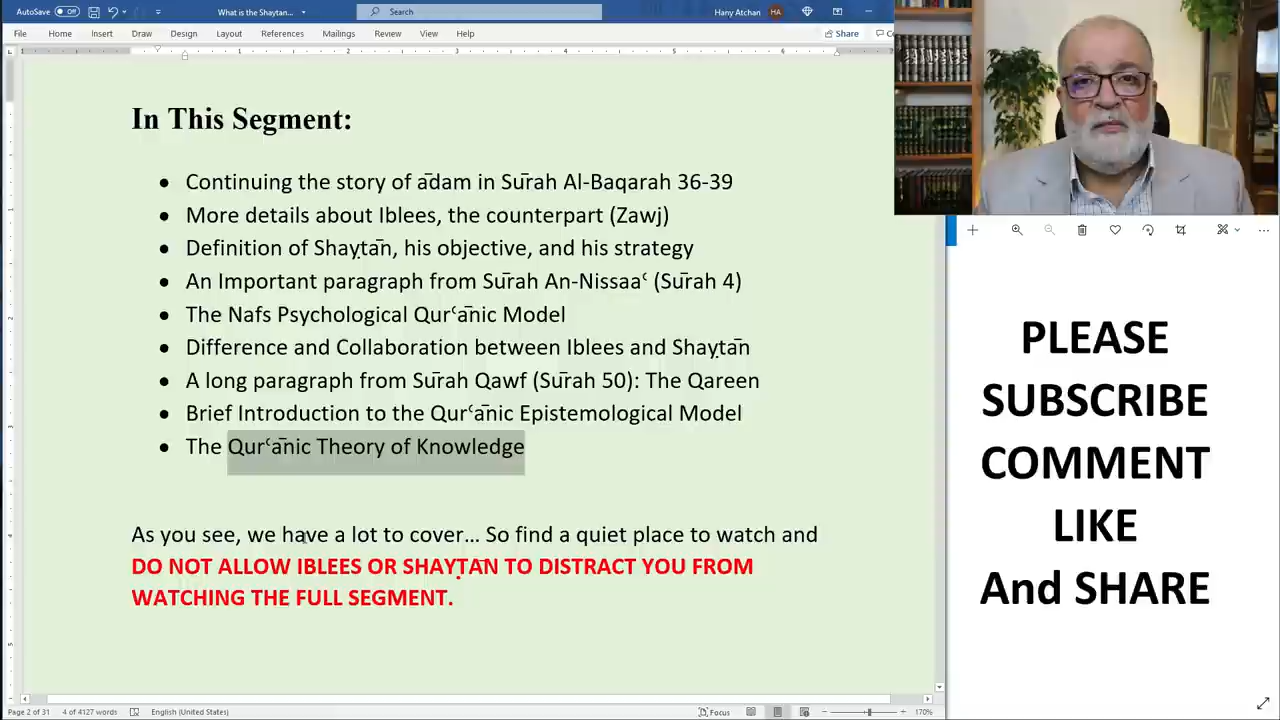 AutoSave Off What is the Shaytan... Search Hany Atchan HA
File Home Insert Draw Design Layout References Mailings Review View Help Share
In This Segment:
• Continuing the story of ādam in Sūrah Al-Baqarah 36-39
• More details about Iblees, the counterpart (Zawj)
• Definition of Shayṭān, his objective, and his strategy
• An Important paragraph from Sūrah An-Nissaaʿ (Sūrah 4)
• The Nafs Psychological Qurʿānic Model
• Difference and Collaboration between Iblees and Shayṭān
• A long paragraph from Sūrah Qawf (Sūrah 50): The Qareen
• Brief Introduction to the Qurʿānic Epistemological Model
• The Qurʿānic Theory of Knowledge
As you see, we have a lot to cover... So find a quiet place to watch and
DO NOT ALLOW IBLEES OR SHAYṬĀN TO DISTRACT YOU FROM
WATCHING THE FULL SEGMENT.
PLEASE
SUBSCRIBE
COMMENT
LIKE
And SHARE
Page 2 of 31 4 of 4127 words English (United States) Focus 170%